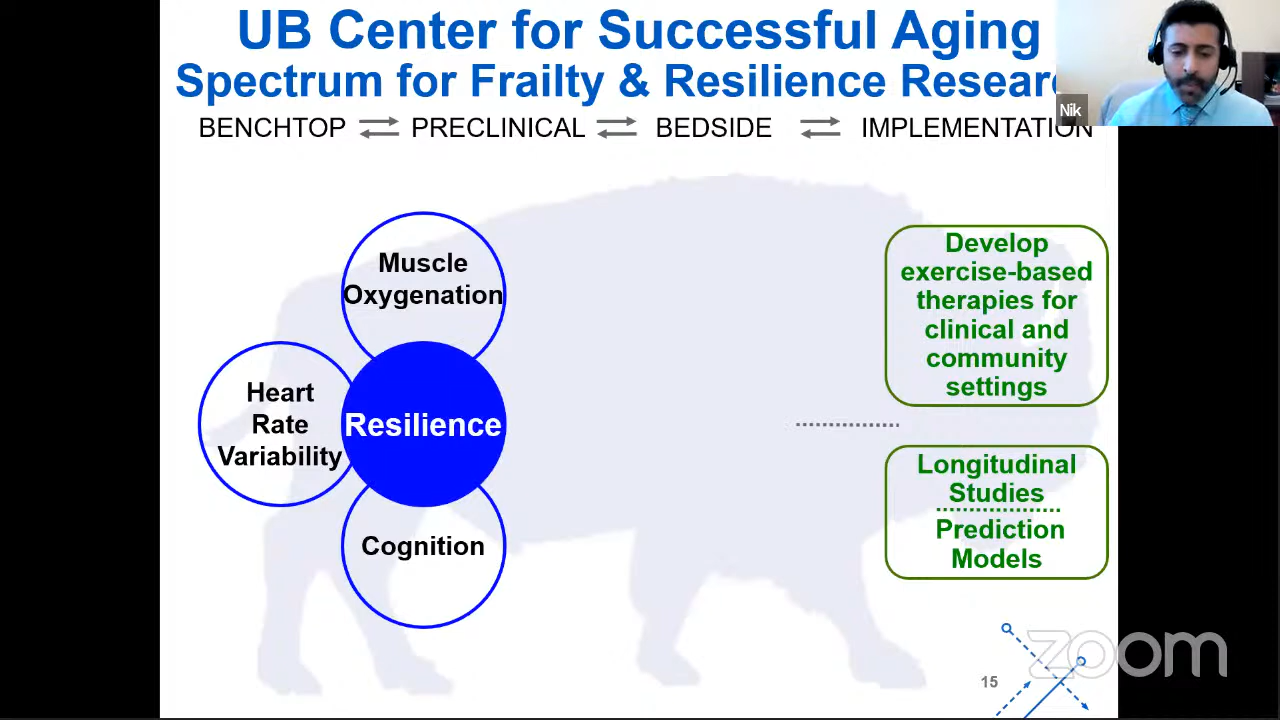 UB Center for Successful Aging
Spectrum for Frailty & Resilience Resear
BENCHTOP PRECLINICAL BEDSIDE IMPLEMENTATION
Nik
Muscle
Oxygenation
Heart
Rate
Variability
Resilience
Cognition
Develop
exercise-based
therapies for
clinical and
community
settings
Longitudinal
Studies
Prediction
Models
15
zoom